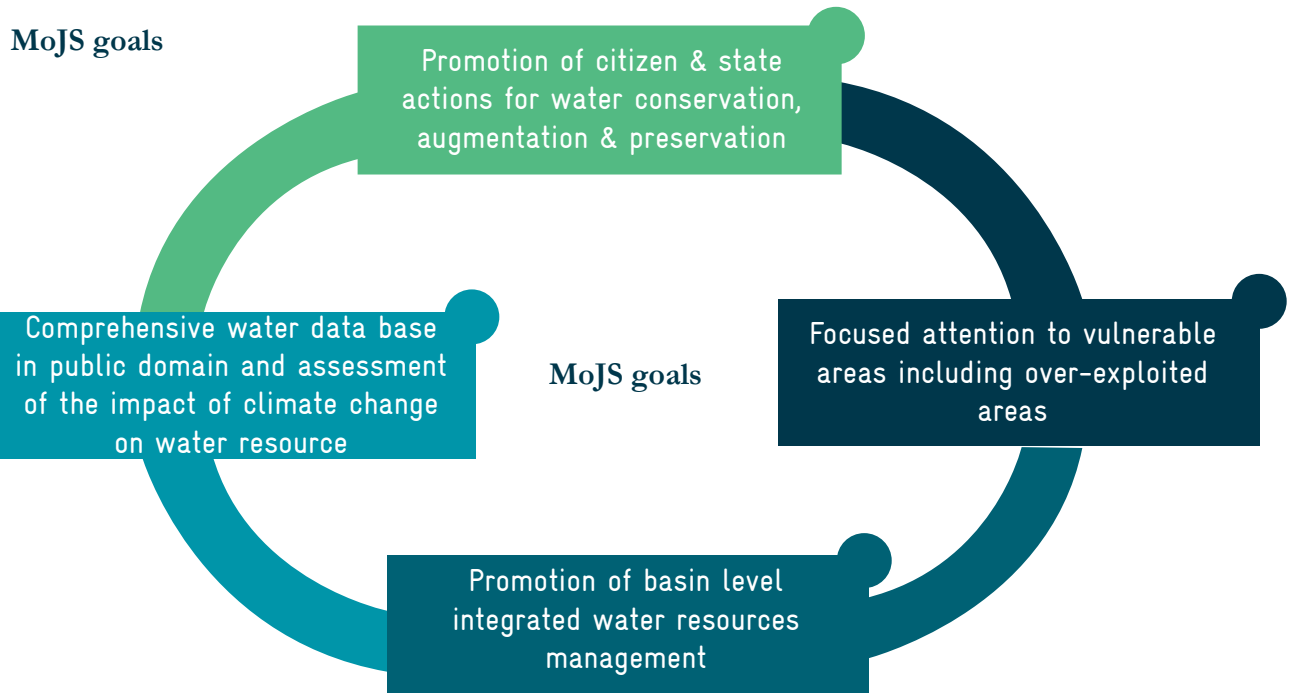 MoJS goals
Promotion of citizen & state
actions for water conservation,
augmentation & preservation
Comprehensive water data base
in public domain and assessment
of the impact of climate change
on water resource
MoJS goals
Focused attention to vulnerable
areas including over-exploited
areas
Promotion of basin level
integrated water resources
management